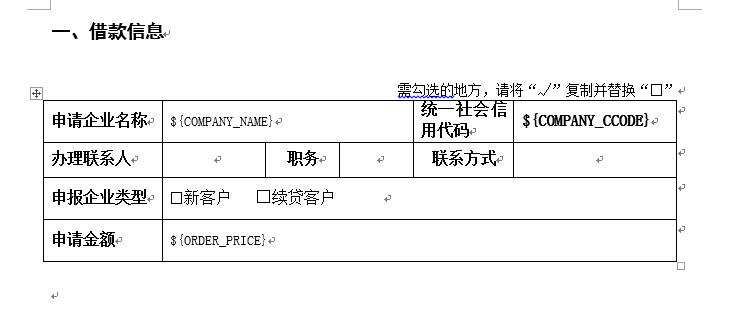 一、借款信息
需勾选的地方，请将“√”复制并替换“□”
申请企业名称 ${COMPANY_NAME} 统一社会信用代码 ${COMPANY_CCODE}
办理联系人 职务 联系方式
申报企业类型 □新客户 □续贷客户
申请金额 ${ORDER_PRICE}